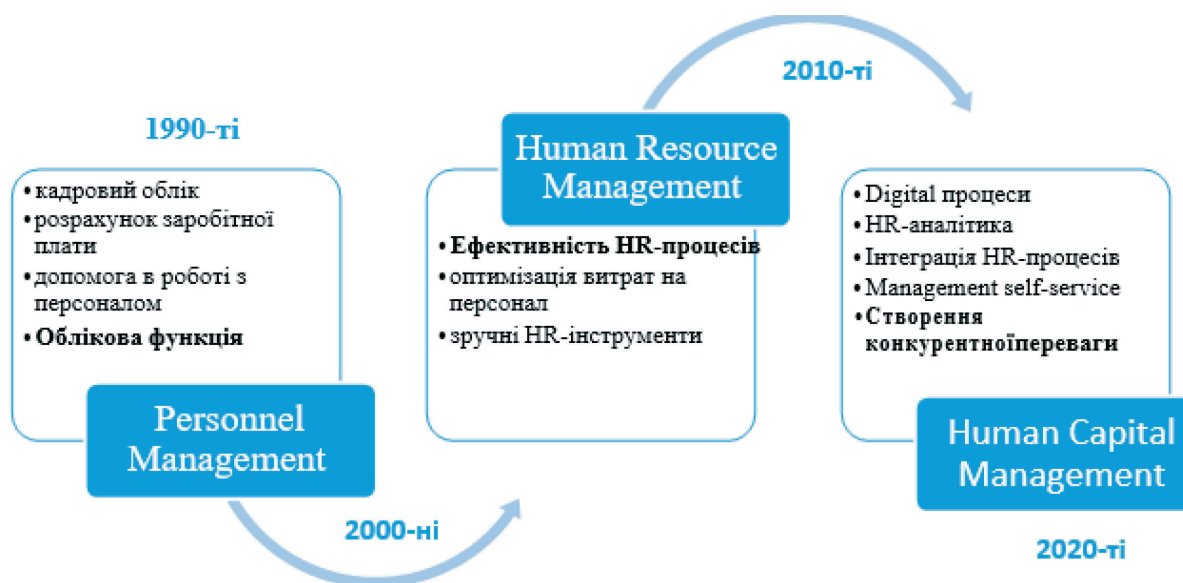 1990-ті
• кадровий облік
• розрахунок заробітної
плати
• допомога в роботі з
персоналом
• Облікова функція
Personnel
Management
2000-ні
Human Resource
Management
• Ефективність HR-процесів
• оптимізація витрат на
персонал
• зручні HR-інструменти
2010-ті
• Digital процеси
• HR-аналітика
• Інтеграція HR-процесів
• Management self-service
• Створення
конкурентноїпереваги
Human Capital
Management
2020-ті